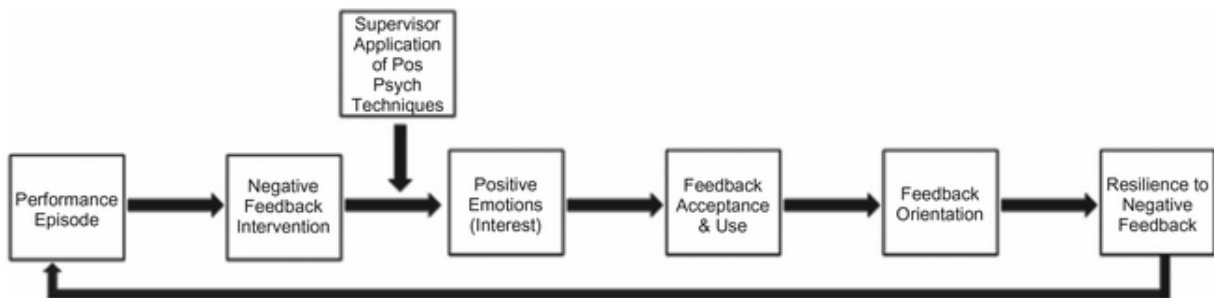 Supervisor
Application
of Pos
Psych
Techniques
Performance
Episode
Negative
Feedback
Intervention
Positive
Emotions
(Interest)
Feedback
Acceptance
& Use
Feedback
Orientation
Resilience to
Negative
Feedback